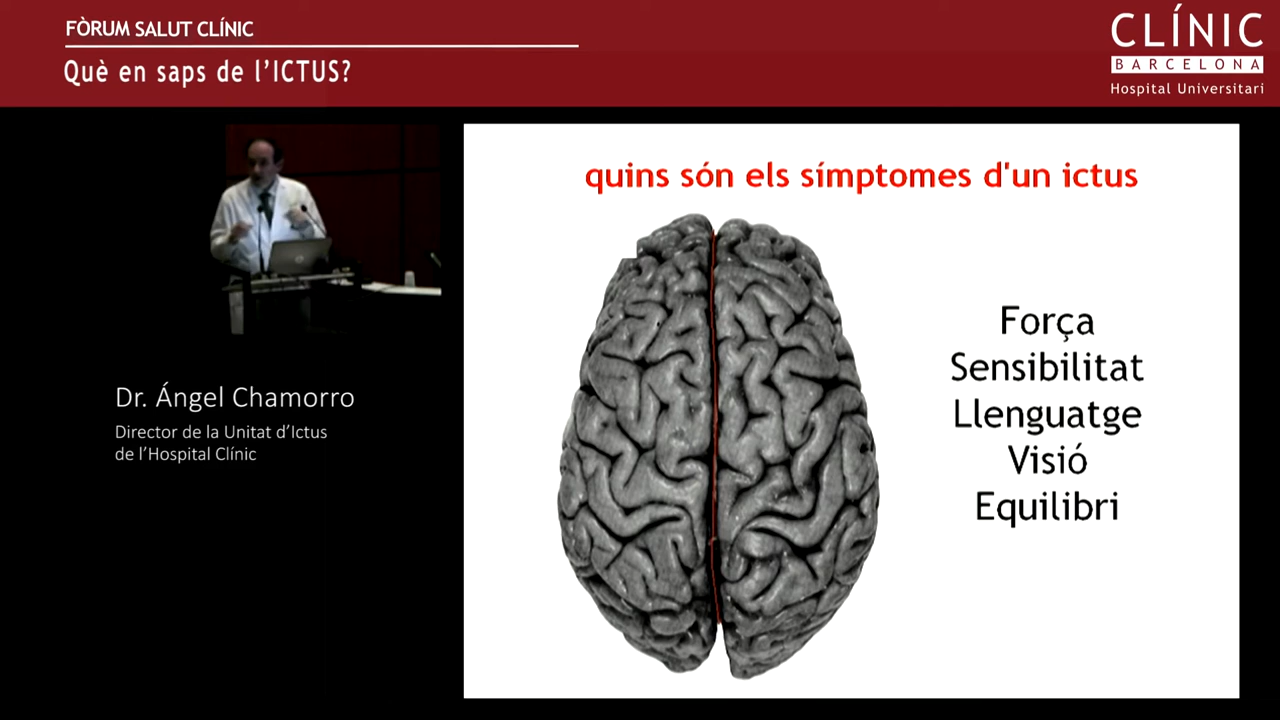 FÒRUM SALUT CLÍNIC
Què en saps de l'ICTUS?
CLÍNIC
BARCELONA
Hospital Universitari
quins són els símptomes d'un ictus
Força
Sensibilitat
Llenguatge
Visió
Equilibri
Dr. Ángel Chamorro
Director de la Unitat d'Ictus
de l'Hospital Clínic